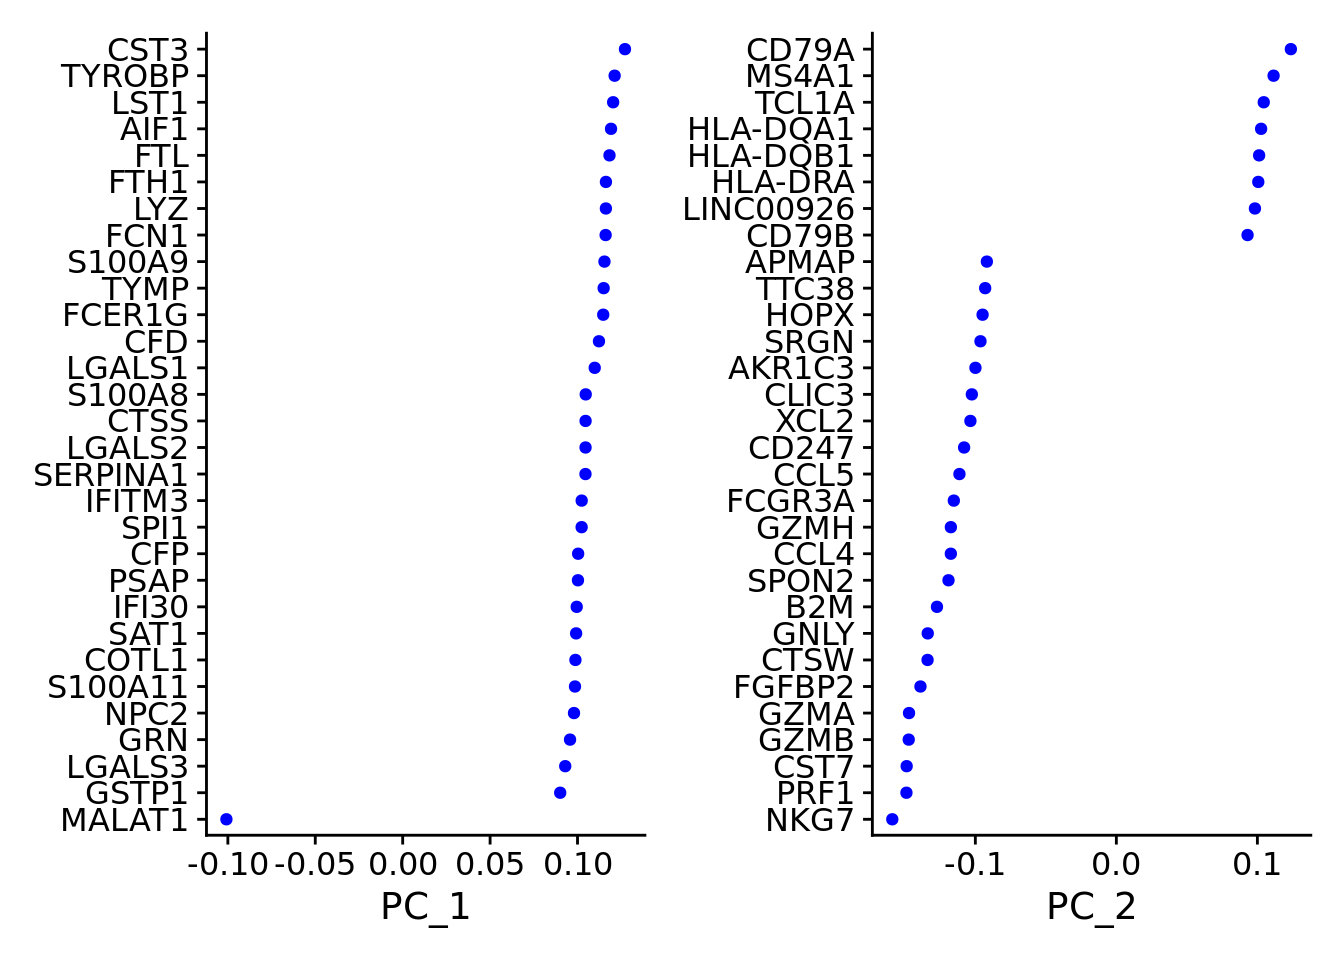 CST3
TYROBP
LST1
AIF1
FTL
FTH1
LYZ
FCN1
S100A9
TYMP
FCER1G
CFD
LGALS1
S100A8
CTSS
LGALS2
SERPINA1
IFITM3
SPI1
CFP
PSAP
IFI30
SAT1
COTL1
S100A11
NPC2
GRN
LGALS3
GSTP1
MALAT1
-0.10 -0.05 0.00 0.05 0.10
PC_1
CD79A
MS4A1
TCL1A
HLA-DQA1
HLA-DQB1
HLA-DRA
LINC00926
CD79B
APMAP
TTC38
HOPX
SRGN
AKR1C3
CLIC3
XCL2
CD247
CCL5
FCGR3A
GZMH
CCL4
SPON2
B2M
GNLY
CTSW
FGFBP2
GZMA
GZMB
CST7
PRF1
NKG7
-0.1 0.0 0.1
PC_2